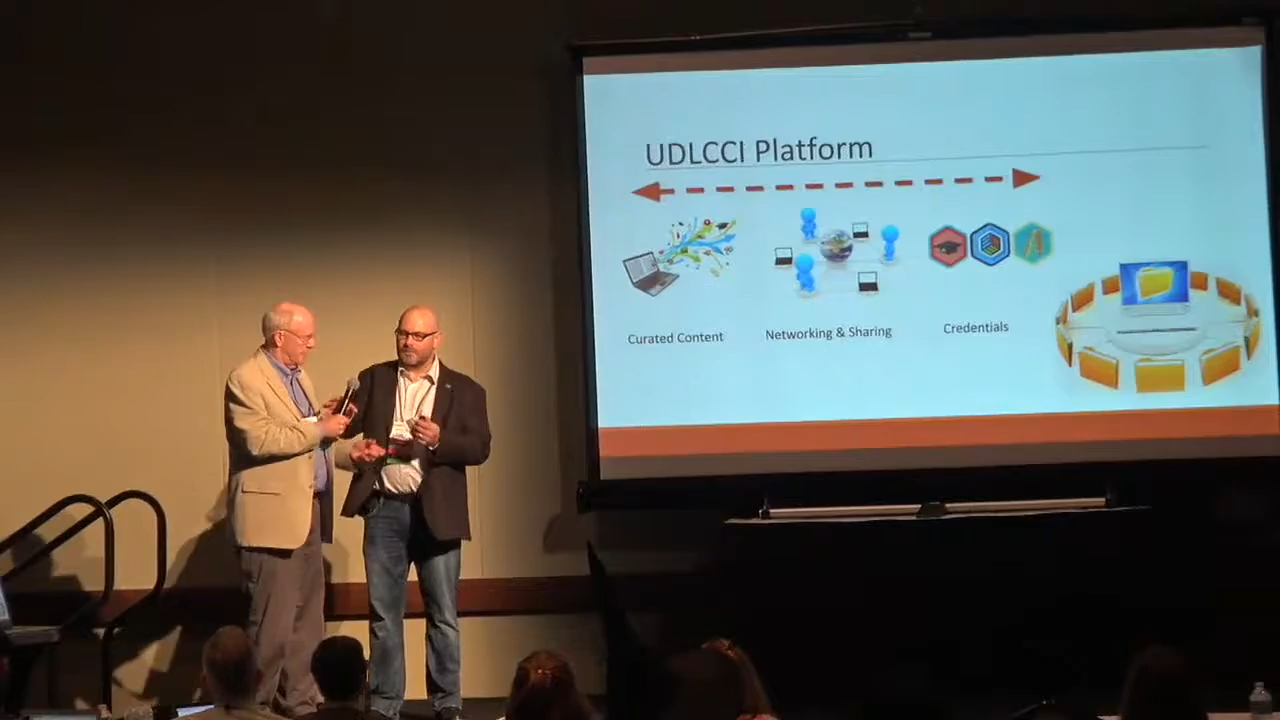 UDLCCI Platform
Curated Content
Networking & Sharing
Credentials